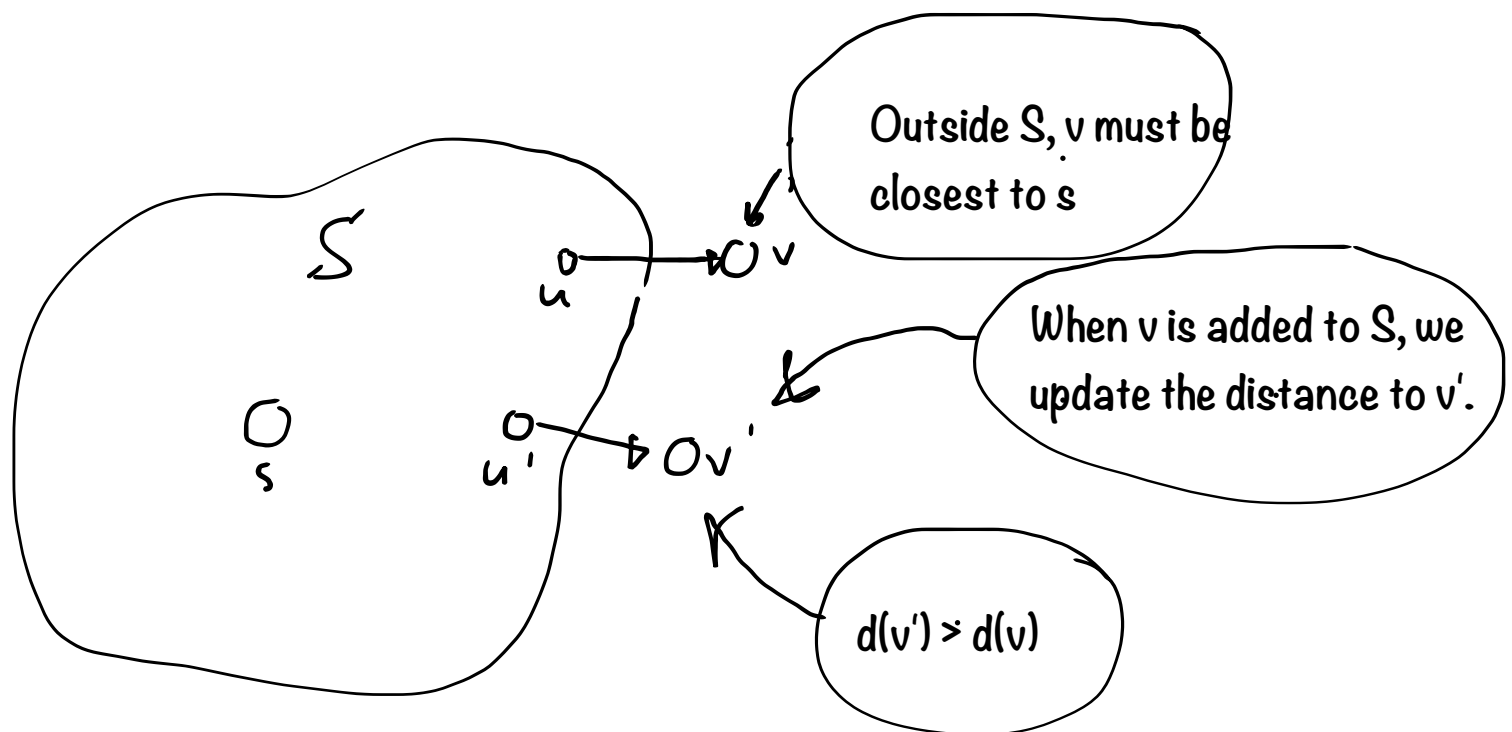 Outside S, v must be
closest to s
S
u
v
When v is added to S, we
update the distance to v'.
s
u'
v'
d(v') > d(v)